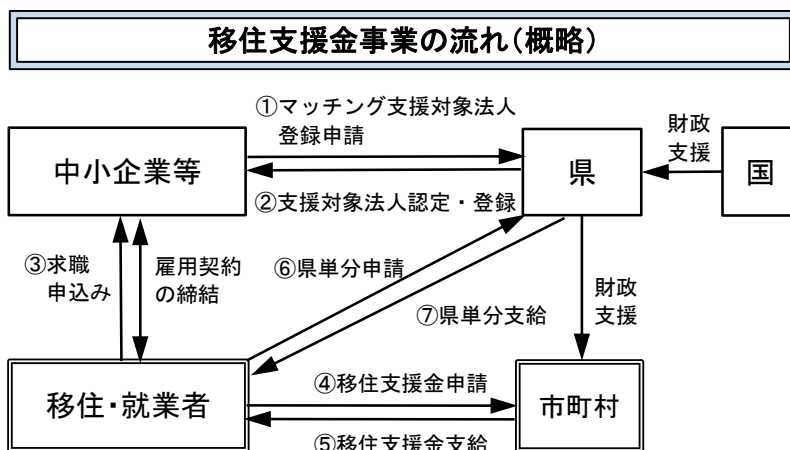 移住支援金事業の流れ(概略)
①マッチング支援対象法人
登録申請
財政
支援
中小企業等
県
国
②支援対象法人認定・登録
③求職
申込み
雇用契約
の締結
⑥県単分申請
⑦県単分支給
財政
支援
移住・就業者
④移住支援金申請
市町村
⑤移住支援金支給